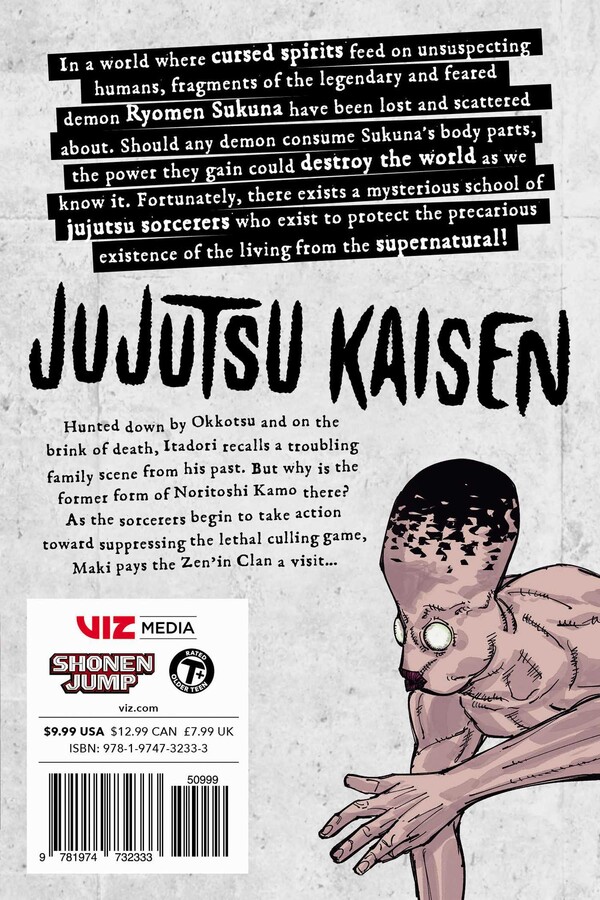 In a world where cursed spirits feed on unsuspecting
humans, fragments of the legendary and feared
demon Ryomen Sukuna have been lost and scattered
about. Should any demon consume Sukuna's body parts,
the power they gain could destroy the world as we
know it. Fortunately, there exists a mysterious school of
jujutsu sorcerers who exist to protect the precarious
existence of the living from the supernatural!
JUJUTSU KAISEN
Hunted down by Okkotsu and on the
brink of death, Itadori recalls a troubling
family scene from his past. But why is the
former form of Noritoshi Kamo there?
As the sorcerers begin to take action
toward suppressing the lethal culling game,
Maki pays the Zen'in Clan a visit...
VIZ MEDIA
SHONEN
JUMP
RATED
T+
OLDER TEEN
viz.com
$9.99 USA $12.99 CAN £7.99 UK
ISBN: 978-1-9747-3233-3
50999
9 781974 732333